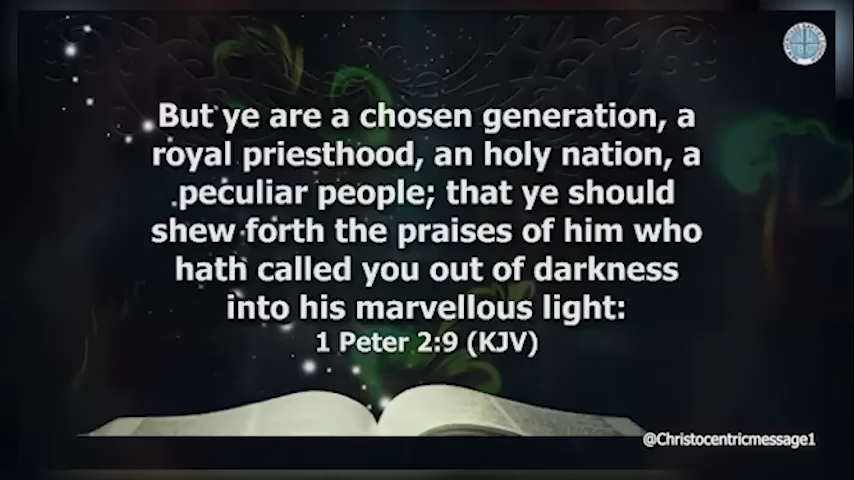 But ye are a chosen generation, a
royal priesthood, an holy nation, a
peculiar people; that ye should
shew forth the praises of him who
hath called you out of darkness
into his marvellous light:
1 Peter 2:9 (KJV)
@Christocentricmessage1